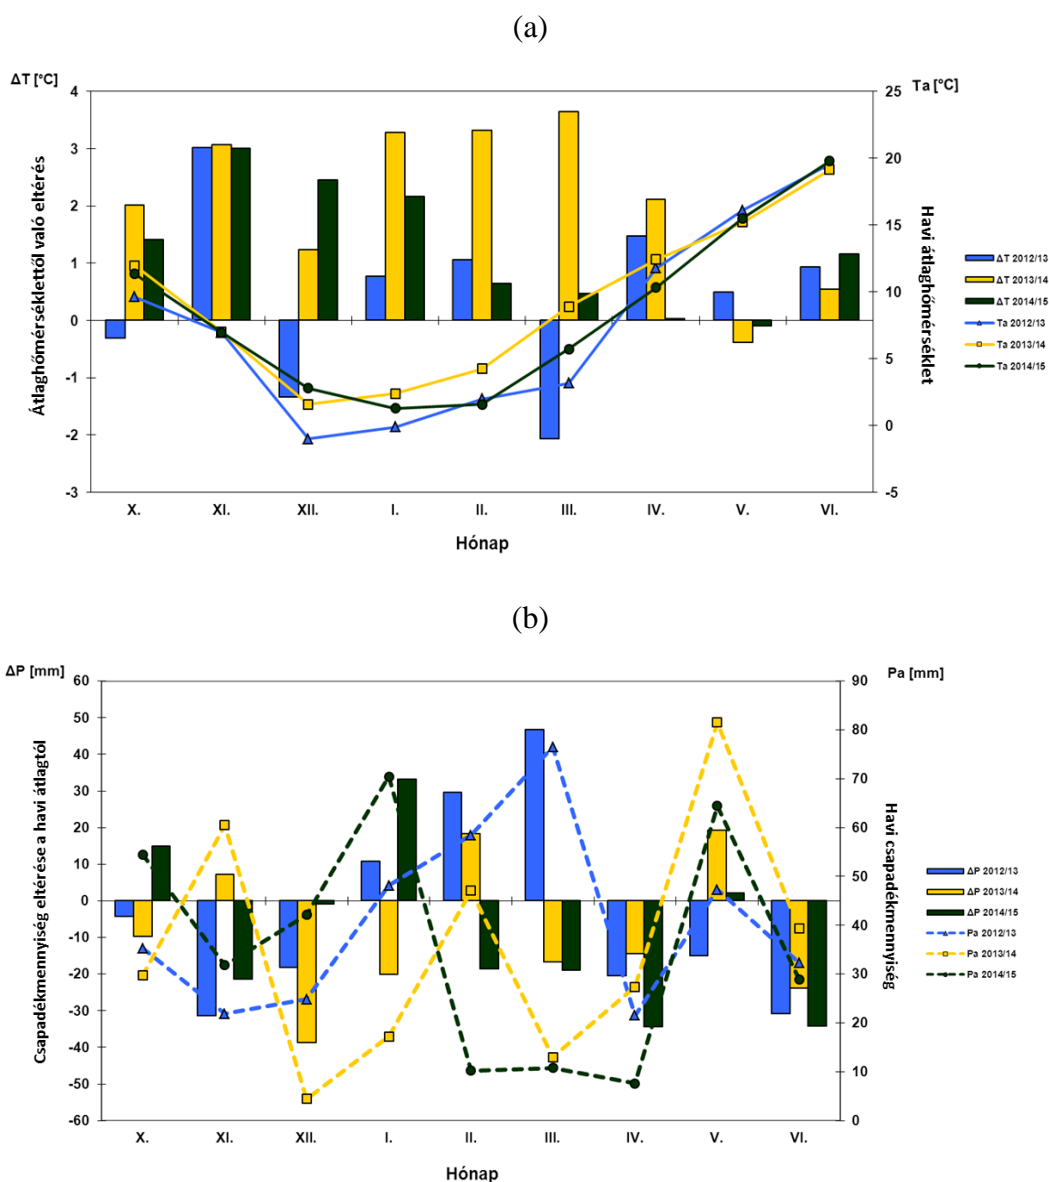 (a)
ΔT [°C]
Ta [°C]
4
3
2
1
0
-1
-2
-3
25
20
15
10
5
0
-5
Átlaghőmérséklettől való eltérés
Havi átlaghőmérséklet
X. XI. XII. I. II. III. IV. V. VI.
Hónap
ΔT 2012/13
ΔT 2013/14
ΔT 2014/15
Ta 2012/13
Ta 2013/14
Ta 2014/15
(b)
ΔP [mm]
Pa [mm]
60
50
40
30
20
10
0
-10
-20
-30
-40
-50
-60
90
80
70
60
50
40
30
20
10
0
Csapadékmennyiség eltérése a havi átlagtól
Havi csapadékmennyiség
X. XI. XII. I. II. III. IV. V. VI.
Hónap
ΔP 2012/13
ΔP 2013/14
ΔP 2014/15
Pa 2012/13
Pa 2013/14
Pa 2014/15